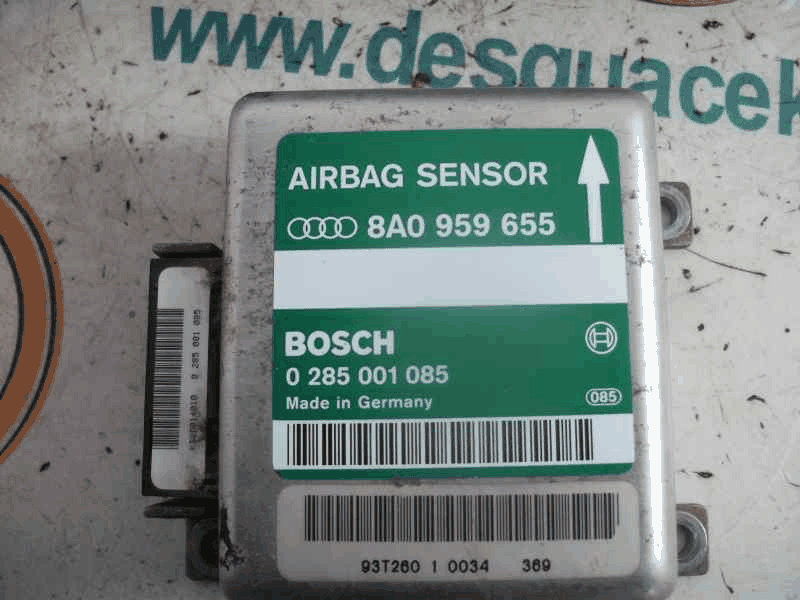 www.desguacek
AIRBAG SENSOR
8A0 959 655
BOSCH
0 285 001 085
Made in Germany
085
0 285 001 085
93T260 1 0034 369